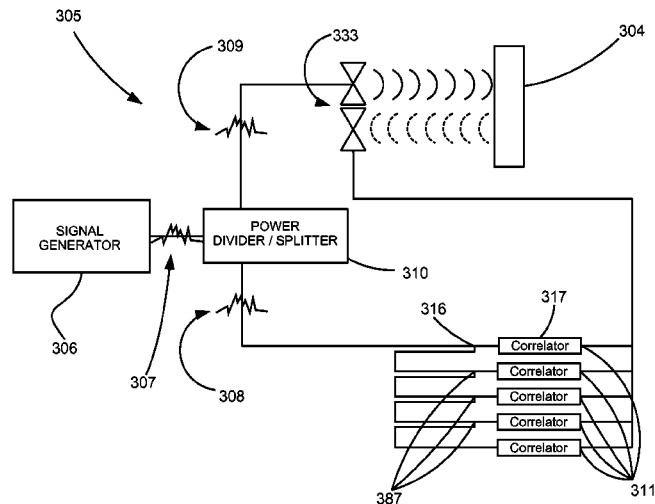 305
309
333
304
SIGNAL
GENERATOR
POWER
DIVIDER / SPLITTER
310
306
307
308
316
317
Correlator
Correlator
Correlator
Correlator
Correlator
387
311